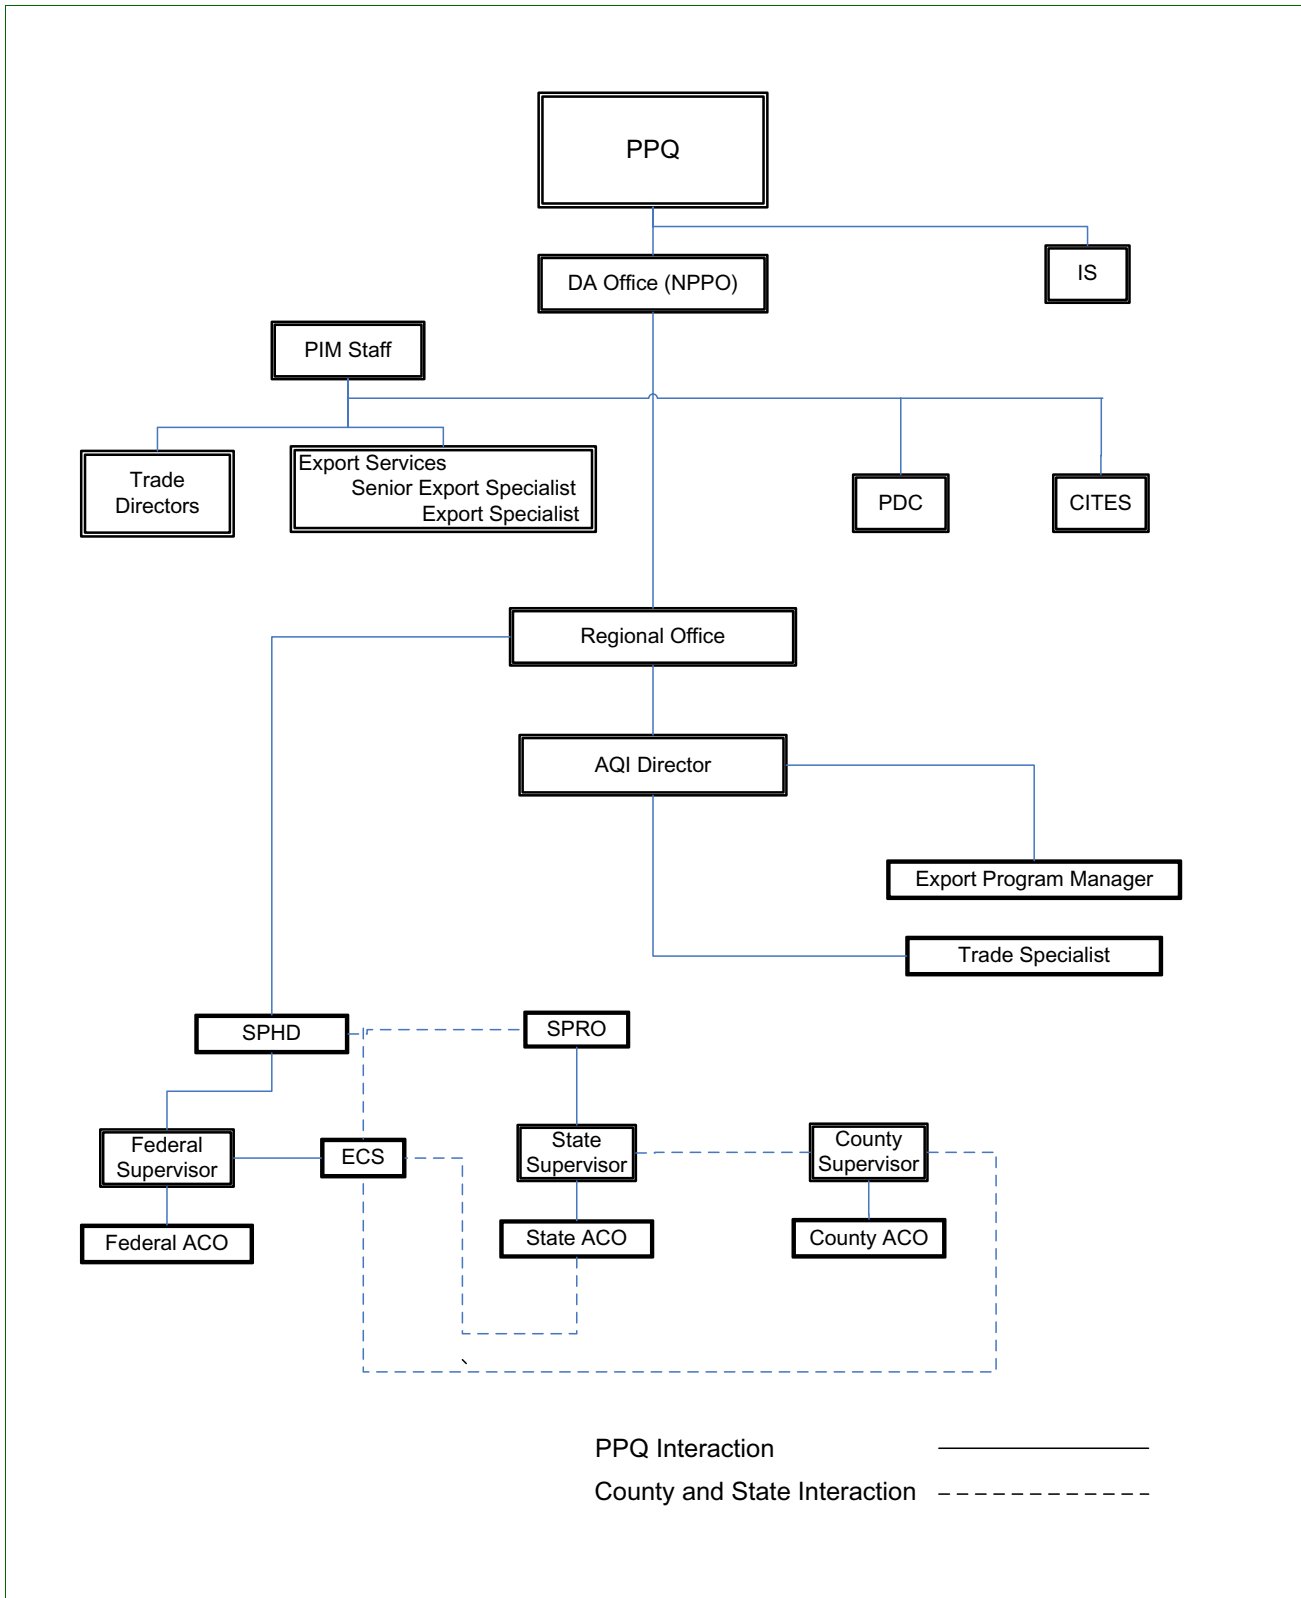 PPQ
DA Office (NPPO)
IS
PIM Staff
Trade
Directors
Export Services
Senior Export Specialist
Export Specialist
PDC
CITES
Regional Office
AQI Director
Export Program Manager
Trade Specialist
SPHD
SPRO
Federal
Supervisor
ECS
State
Supervisor
County
Supervisor
Federal ACO
State ACO
County ACO
PPQ Interaction
County and State Interaction